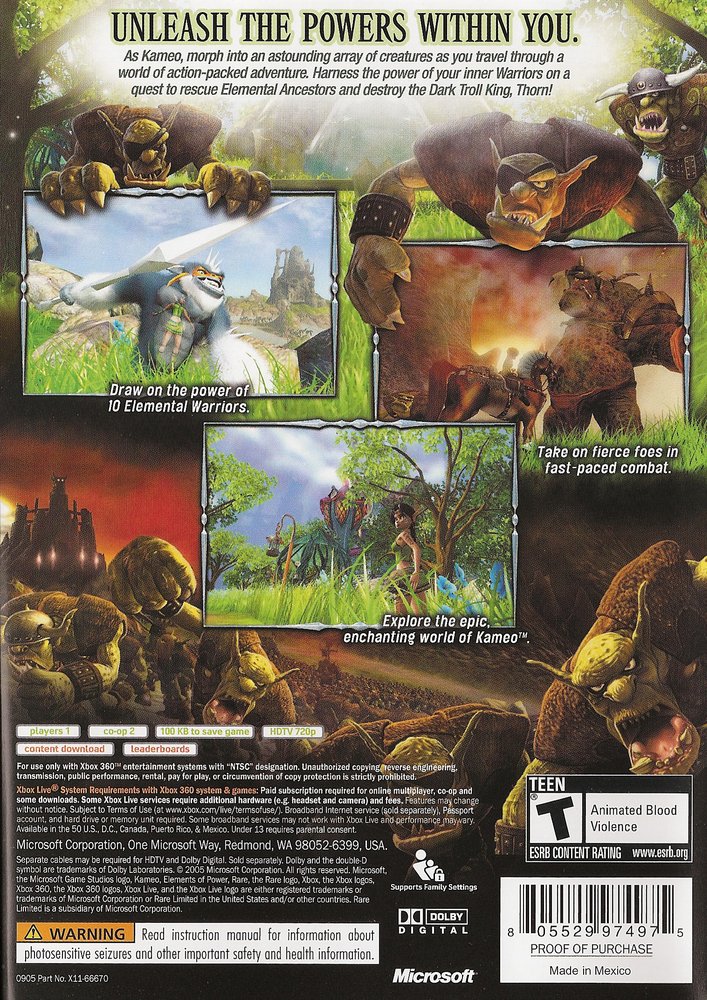 UNLEASH THE POWERS WITHIN YOU.
As Kameo, morph into an astounding array of creatures as you travel through a
world of action-packed adventure. Harness the power of your inner Warriors on a
quest to rescue Elemental Ancestors and destroy the Dark Troll King, Thorn!
Draw on the power of
10 Elemental Warriors.
Take on fierce foes in
fast-paced combat.
Explore the epic,
enchanting world of Kameo™.
players 1
co-op 2
100 KB to save game
HDTV 720p
content download
leaderboards
For use only with Xbox 360™ entertainment systems with "NTSC" designation. Unauthorized copying, reverse engineering,
transmission, public performance, rental, pay for play, or circumvention of copy protection is strictly prohibited.
Xbox Live® System Requirements with Xbox 360 system & games: Paid subscription required for online multiplayer, co-op and
some downloads. Some Xbox Live services require additional hardware (e.g. headset and camera) and fees. Features may change
without notice. Subject to Terms of Use (at www.xbox.com/live/termsofuse/). Broadband Internet service (sold separately), Passport
account, and hard drive or memory unit required. Some broadband services may not work with Xbox Live and performance may vary.
Available in the 50 U.S., D.C., Canada, Puerto Rico, & Mexico. Under 13 requires parental consent.
Microsoft Corporation, One Microsoft Way, Redmond, WA 98052-6399, USA.
Separate cables may be required for HDTV and Dolby Digital. Sold separately. Dolby and the double-D
symbol are trademarks of Dolby Laboratories. © 2005 Microsoft Corporation. All rights reserved. Microsoft,
the Microsoft Game Studios logo, Kameo, Elements of Power, Rare, the Rare logo, Xbox, the Xbox logos,
Xbox 360, the Xbox 360 logos, Xbox Live, and the Xbox Live logo are either registered trademarks or
trademarks of Microsoft Corporation or Rare Limited in the United States and/or other countries. Rare
Limited is a subsidiary of Microsoft Corporation.
WARNING
Read instruction manual for information about
photosensitive seizures and other important safety and health information.
0905 Part No. X11-66670
Supports Family Settings
DOLBY
DIGITAL
Microsoft
TEEN
T
®
Animated Blood
Violence
ESRB CONTENT RATING www.esrb.org
8 05529 97497 5
PROOF OF PURCHASE
Made in Mexico